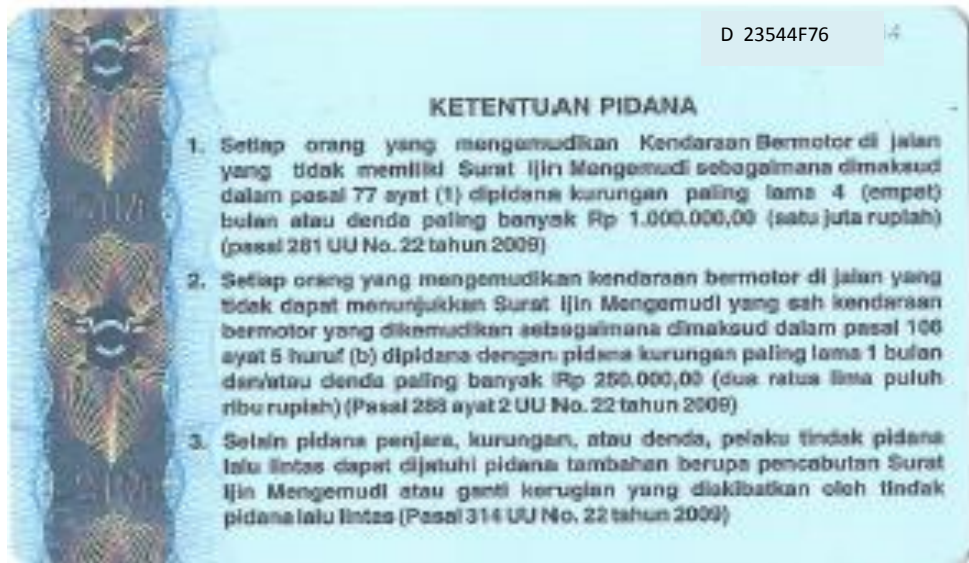 D 23544F76
4
KETENTUAN PIDANA
1. Setiap orang yang mengemudikan Kendaraan Bermotor di jalan
yang tidak memiliki Surat Ijin Mengemudi sebagaimana dimaksud
dalam pasal 77 ayat (1) dipidana kurungan paling lama 4 (empat)
bulan atau denda paling banyak Rp 1.000.000,00 (satu juta rupiah)
(pasal 281 UU No. 22 tahun 2009)
2. Setiap orang yang mengemudikan kendaraan bermotor di jalan yang
tidak dapat menunjukkan Surat Ijin Mengemudi yang sah kendaraan
bermotor yang dikemudikan sebagaimana dimaksud dalam pasal 106
ayat 5 huruf (b) dipidana dengan pidana kurungan paling lama 1 bulan
dan/atau denda paling banyak Rp 250.000,00 (dua ratus lima puluh
ribu rupiah) (Pasal 288 ayat 2 UU No. 22 tahun 2009)
3. Selain pidana penjara, kurungan, atau denda, pelaku tindak pidana
lalu lintas dapat dijatuhi pidana tambahan berupa pencabutan Surat
Ijin Mengemudi atau ganti kerugian yang diakibatkan oleh tindak
pidana lalu lintas (Pasal 314 UU No. 22 tahun 2009)